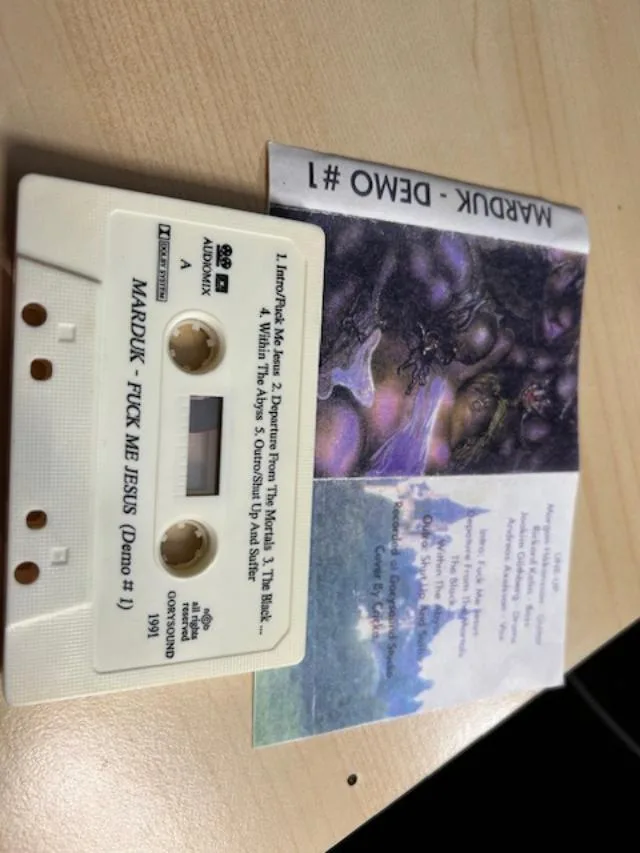 1. Intro/Fuck Me Jesus 2. Departure From The Mortals 3. The Black ...
4. Within The Abyss 5. Outro/Shut Up And Suffer
AUDIOMIX
A
DOLBY SYSTEM
n©b
all rights
reserved
GORYSOUND
1991
MARDUK - FUCK ME JESUS (Demo # 1)
MARDUK - DEMO #1
LINE-UP
Morgan Håkansson Guitar
Rickard Kalm Bass
Joakim Göthberg Drums
Andreas Axelsson Voice
Intro: Fuck Me Jesus
Departure From The Mortals
The Black
Within The Abyss
Outro: Shut Up And Suffer
Recorded at Gorysound Studio
Cover By